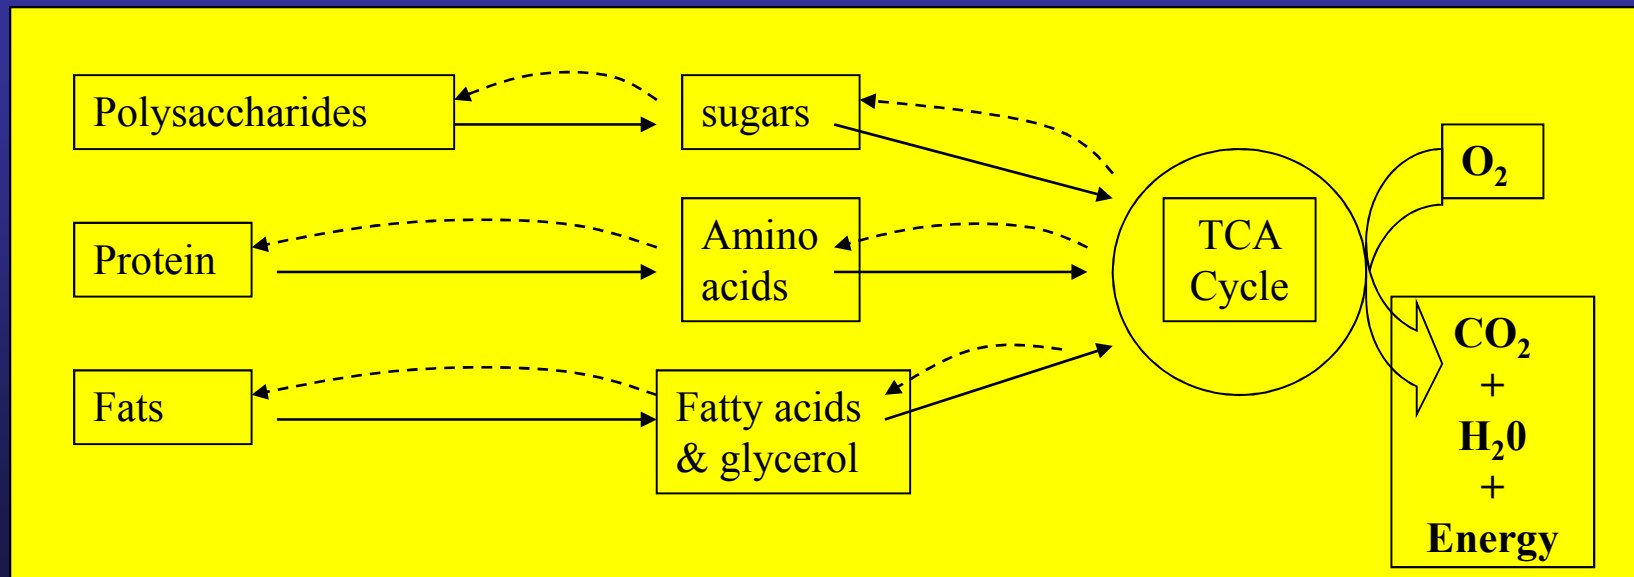 Polysaccharides
sugars
O₂
Protein
Amino
acids
TCA
Cycle
Fats
Fatty acids
& glycerol
CO₂
+
H₂0
+
Energy